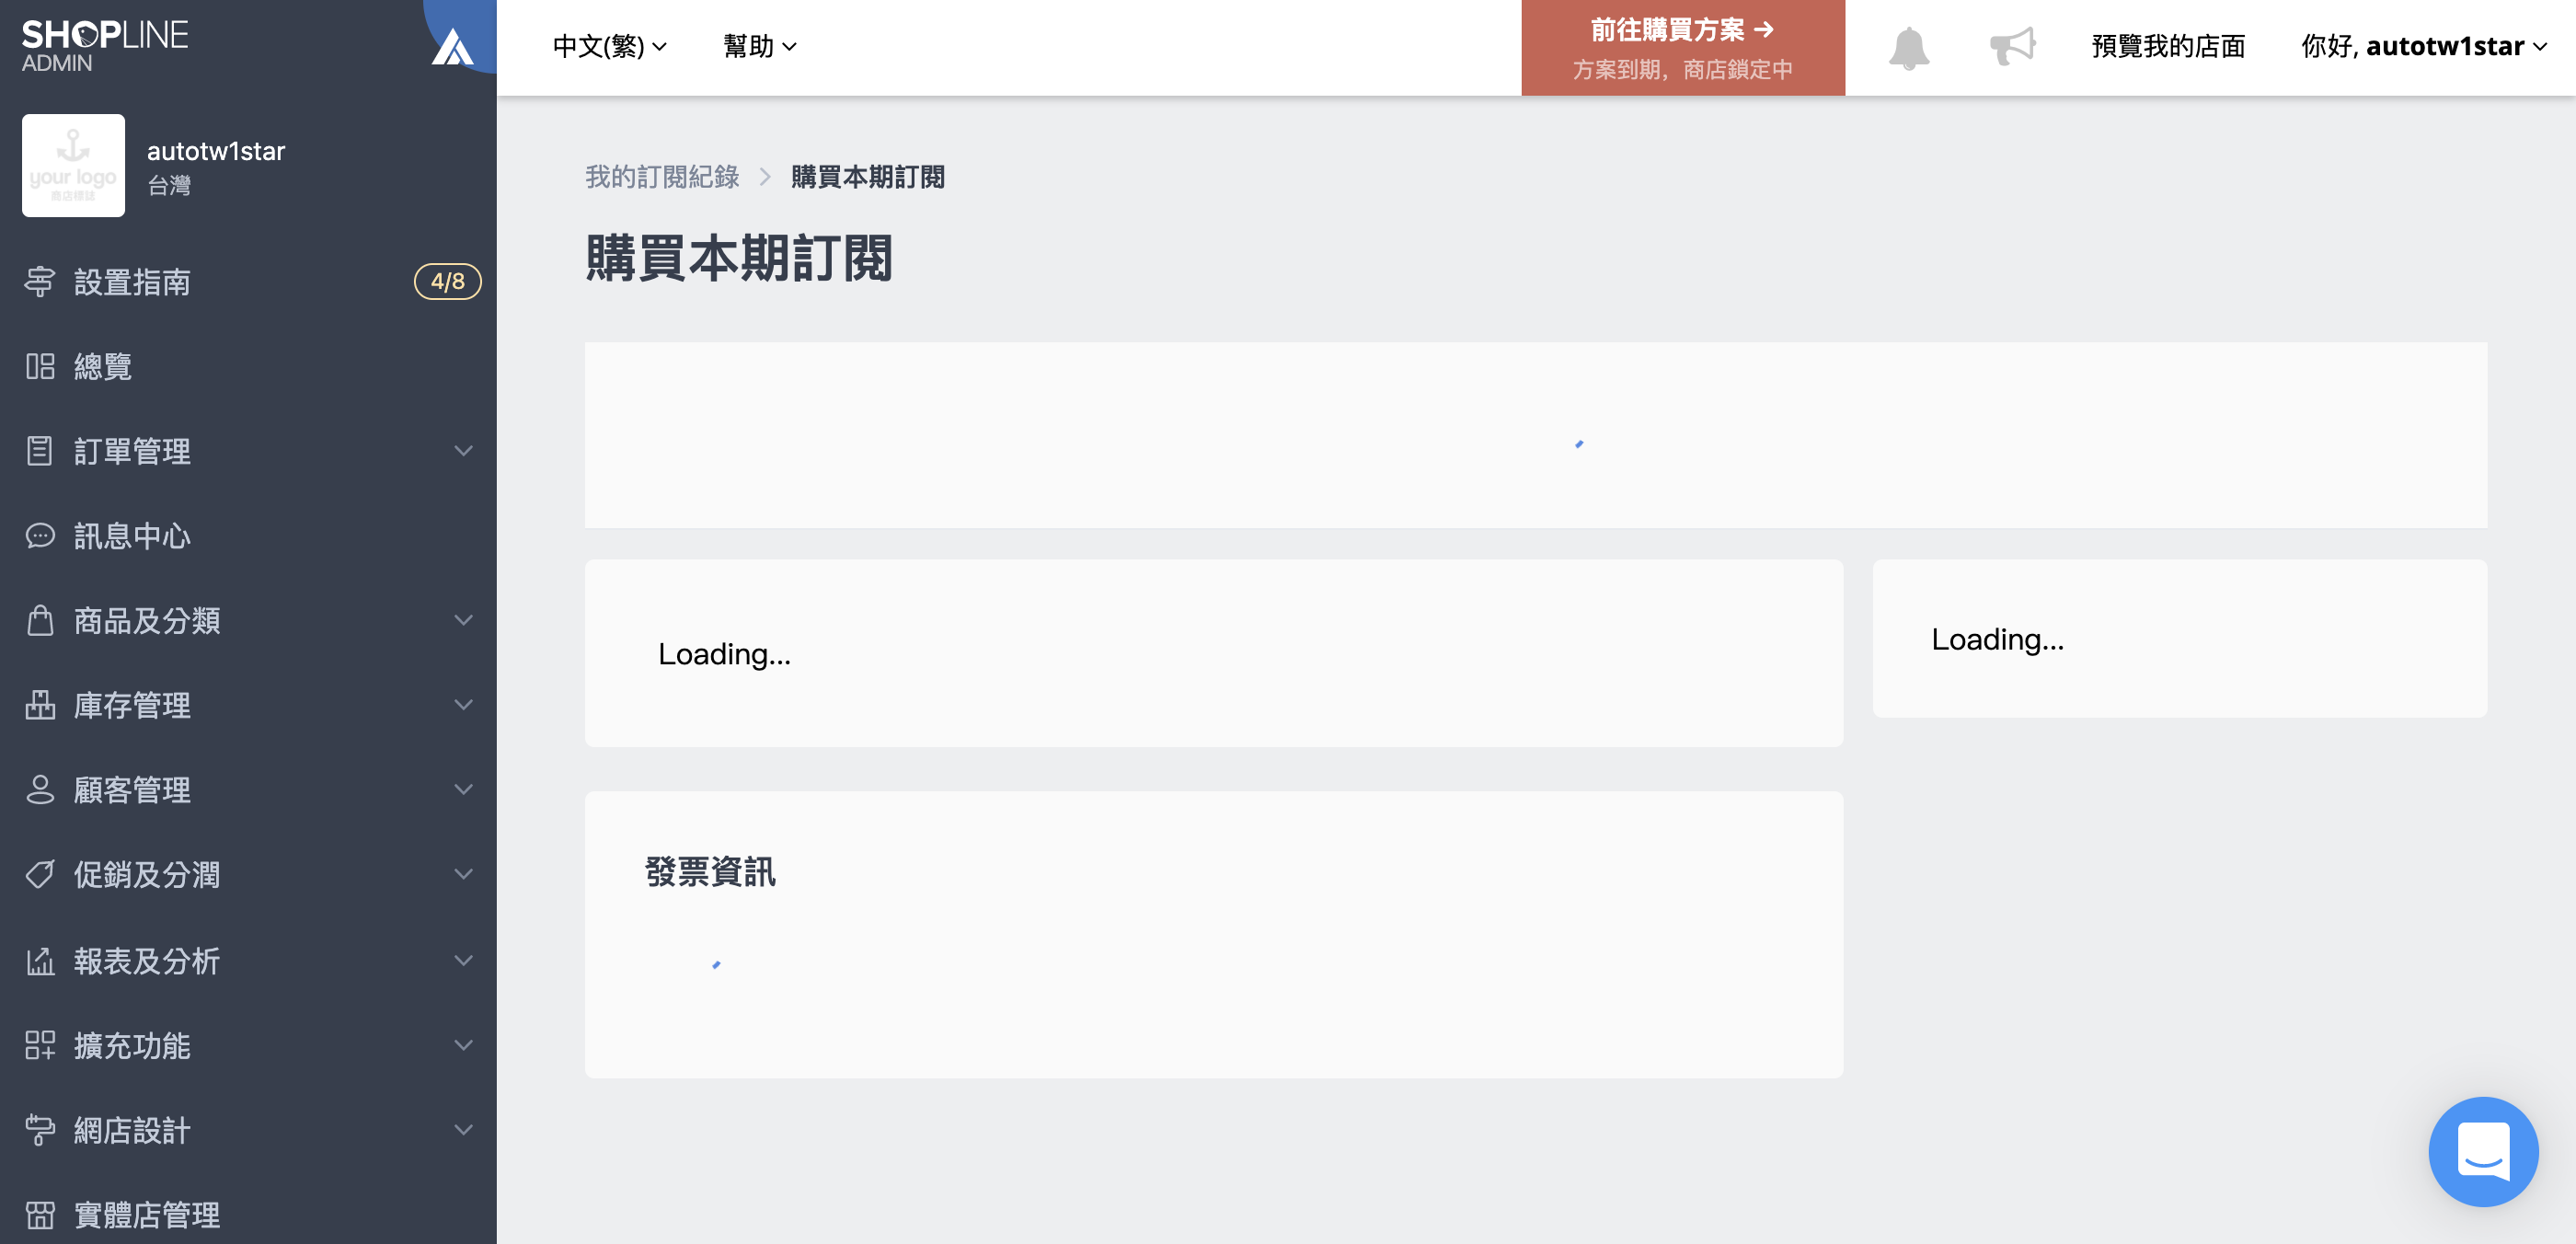 SHOPLINE
ADMIN
中文(繁)
幫助
前往購買方案 →
方案到期，商店鎖定中
預覽我的店面
你好, autotw1star
your logo
商店標誌
autotw1star
台灣
設置指南
4/8
總覽
訂單管理
訊息中心
商品及分類
庫存管理
顧客管理
促銷及分潤
報表及分析
擴充功能
網店設計
實體店管理
我的訂閱紀錄 > 購買本期訂閱
購買本期訂閱
Loading...
Loading...
發票資訊